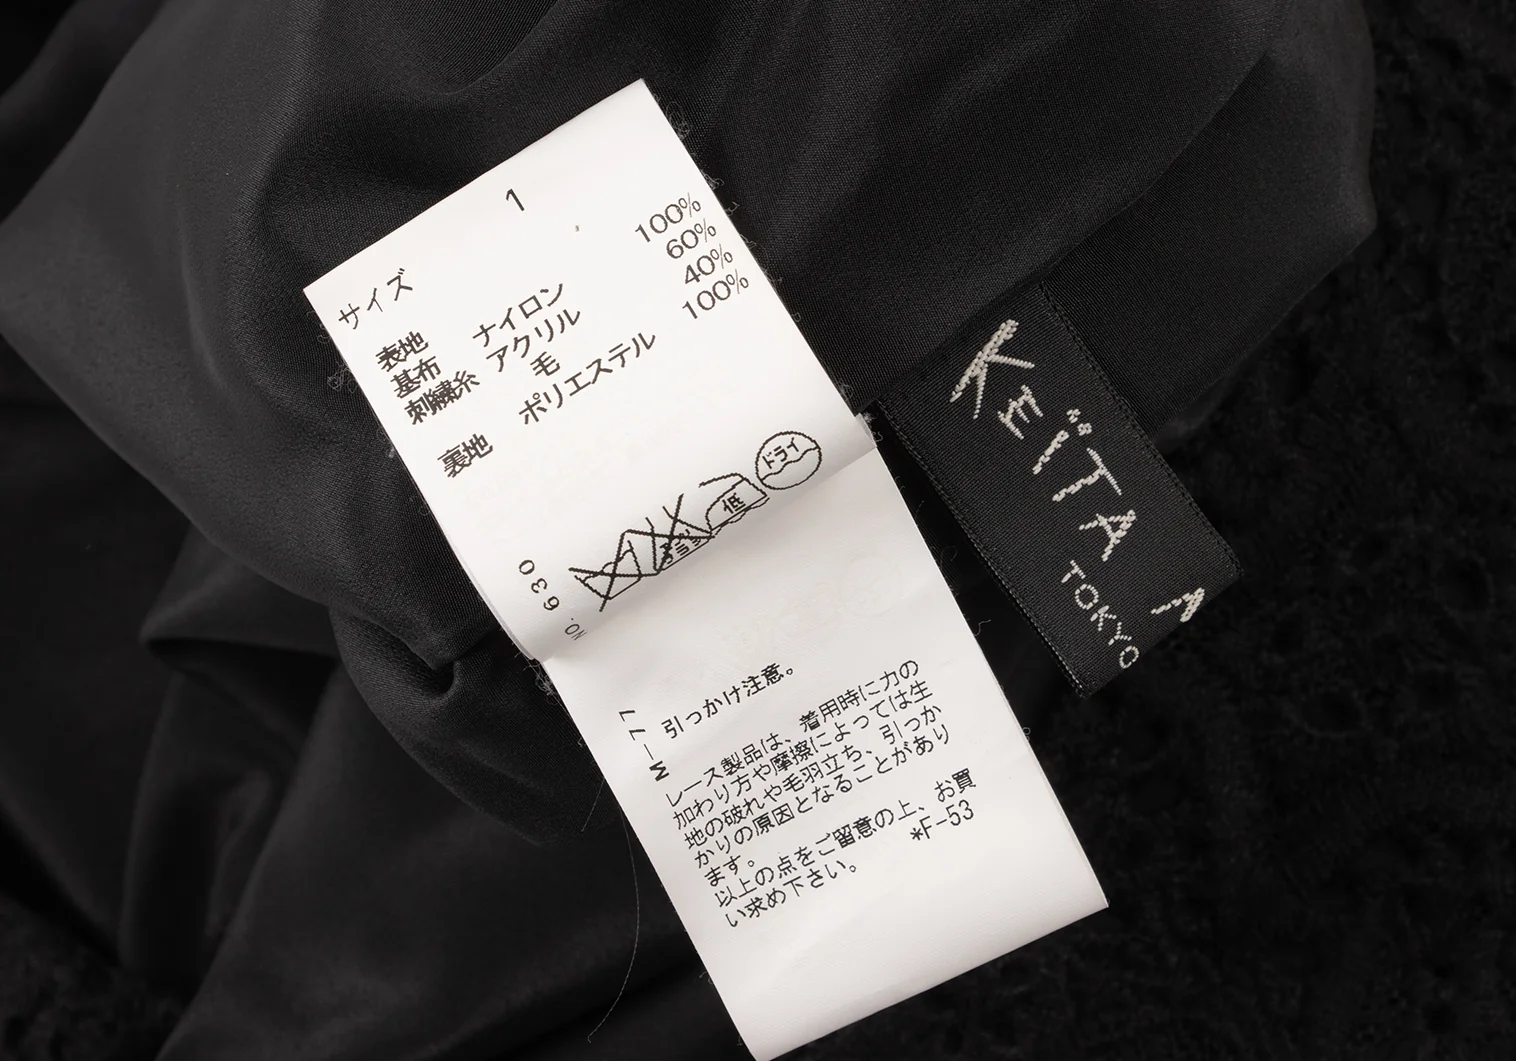 サイズ 1
表地
基布 ナイロン 100%
刺繍糸 アクリル 60%
毛 40%
裏地 ポリエステル 100%
ドライ
低
NO. 630
M-77
引っかけ注意。
レース製品は、着用時に力の
加わり方や摩擦によっては生
地の破れや毛羽立ち、引っか
かりの原因となることがあり
ます。
以上の点をご留意の上、お買
い求め下さい。
*F-53
KEITA
TOKYO